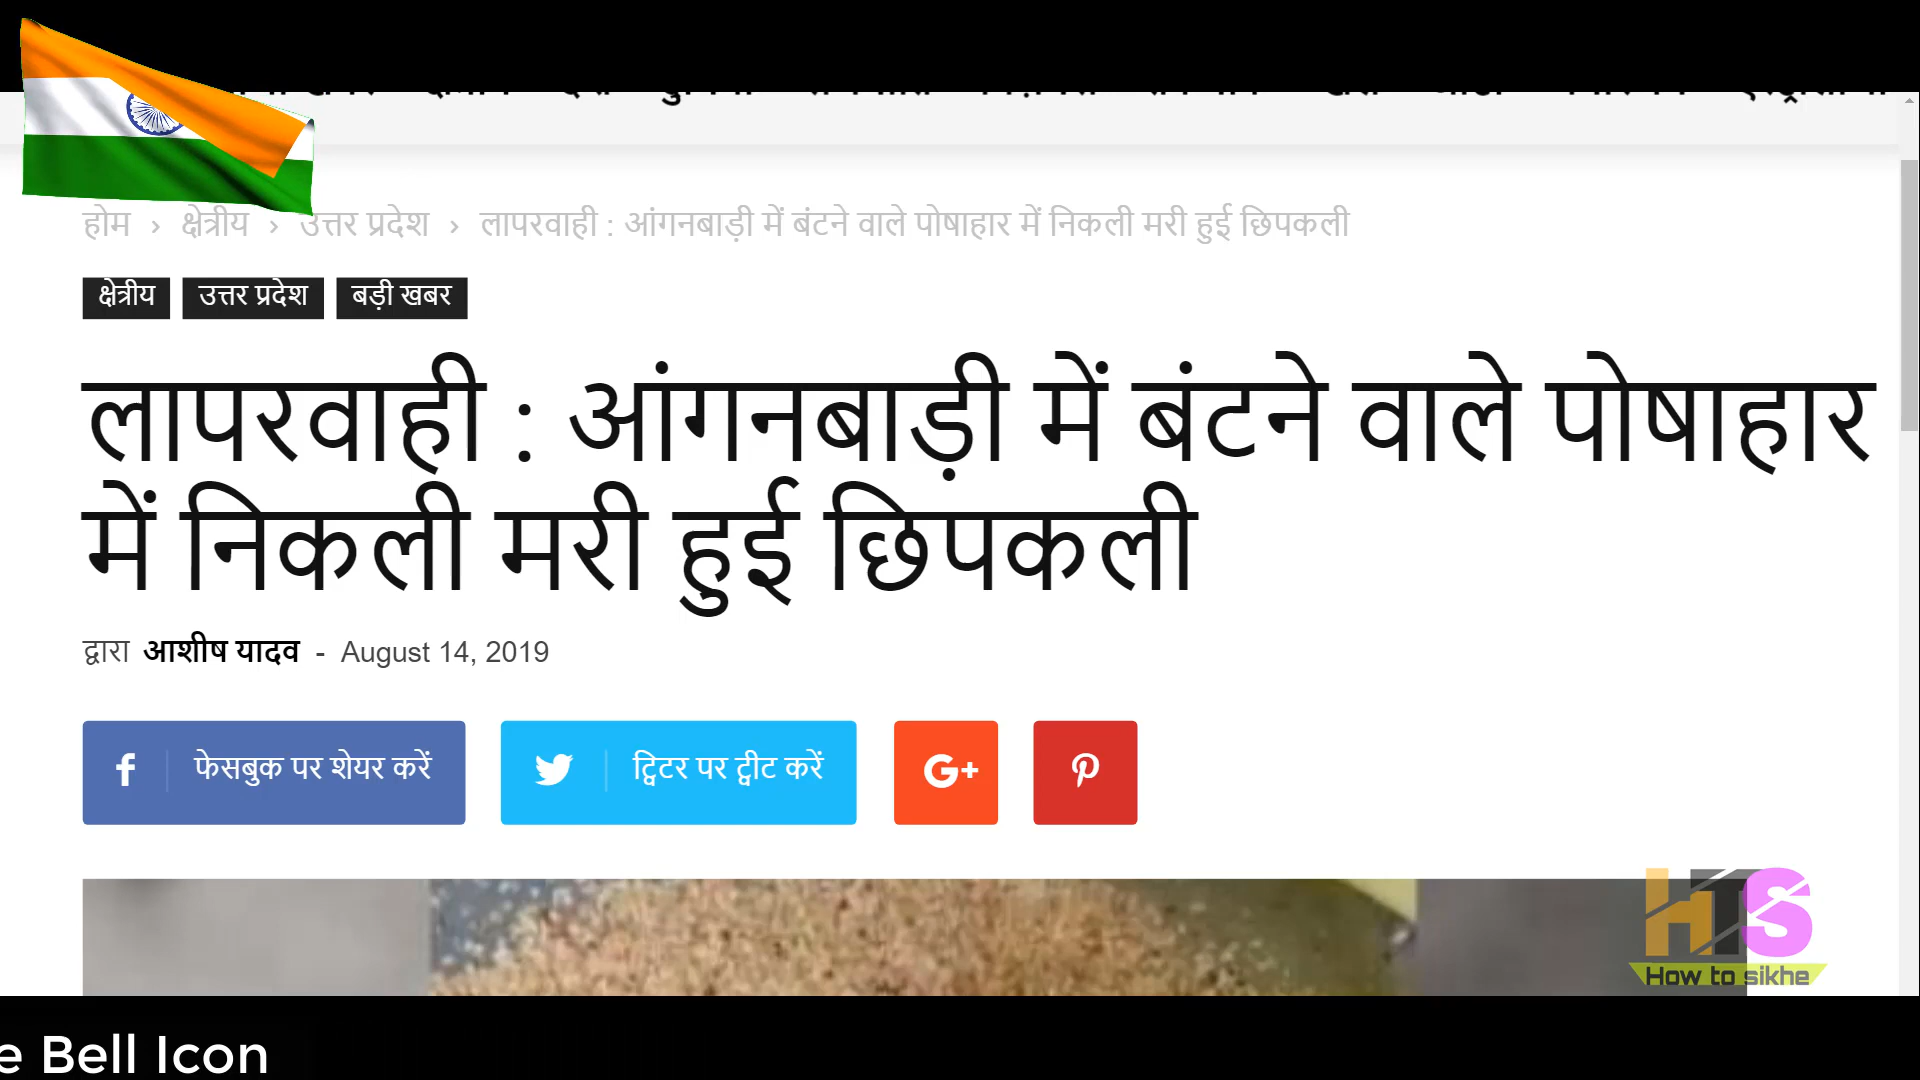 होम › क्षेत्रीय › उत्तर प्रदेश › लापरवाही : आंगनबाड़ी में बंटने वाले पोषाहार में निकली मरी हुई छिपकली
क्षेत्रीय उत्तर प्रदेश बड़ी खबर
लापरवाही : आंगनबाड़ी में बंटने वाले पोषाहार
में निकली मरी हुई छिपकली
द्वारा आशीष यादव - August 14, 2019
f फेसबुक पर शेयर करें ट्विटर पर ट्वीट करें G+
HTS
How to sikhe
e Bell Icon